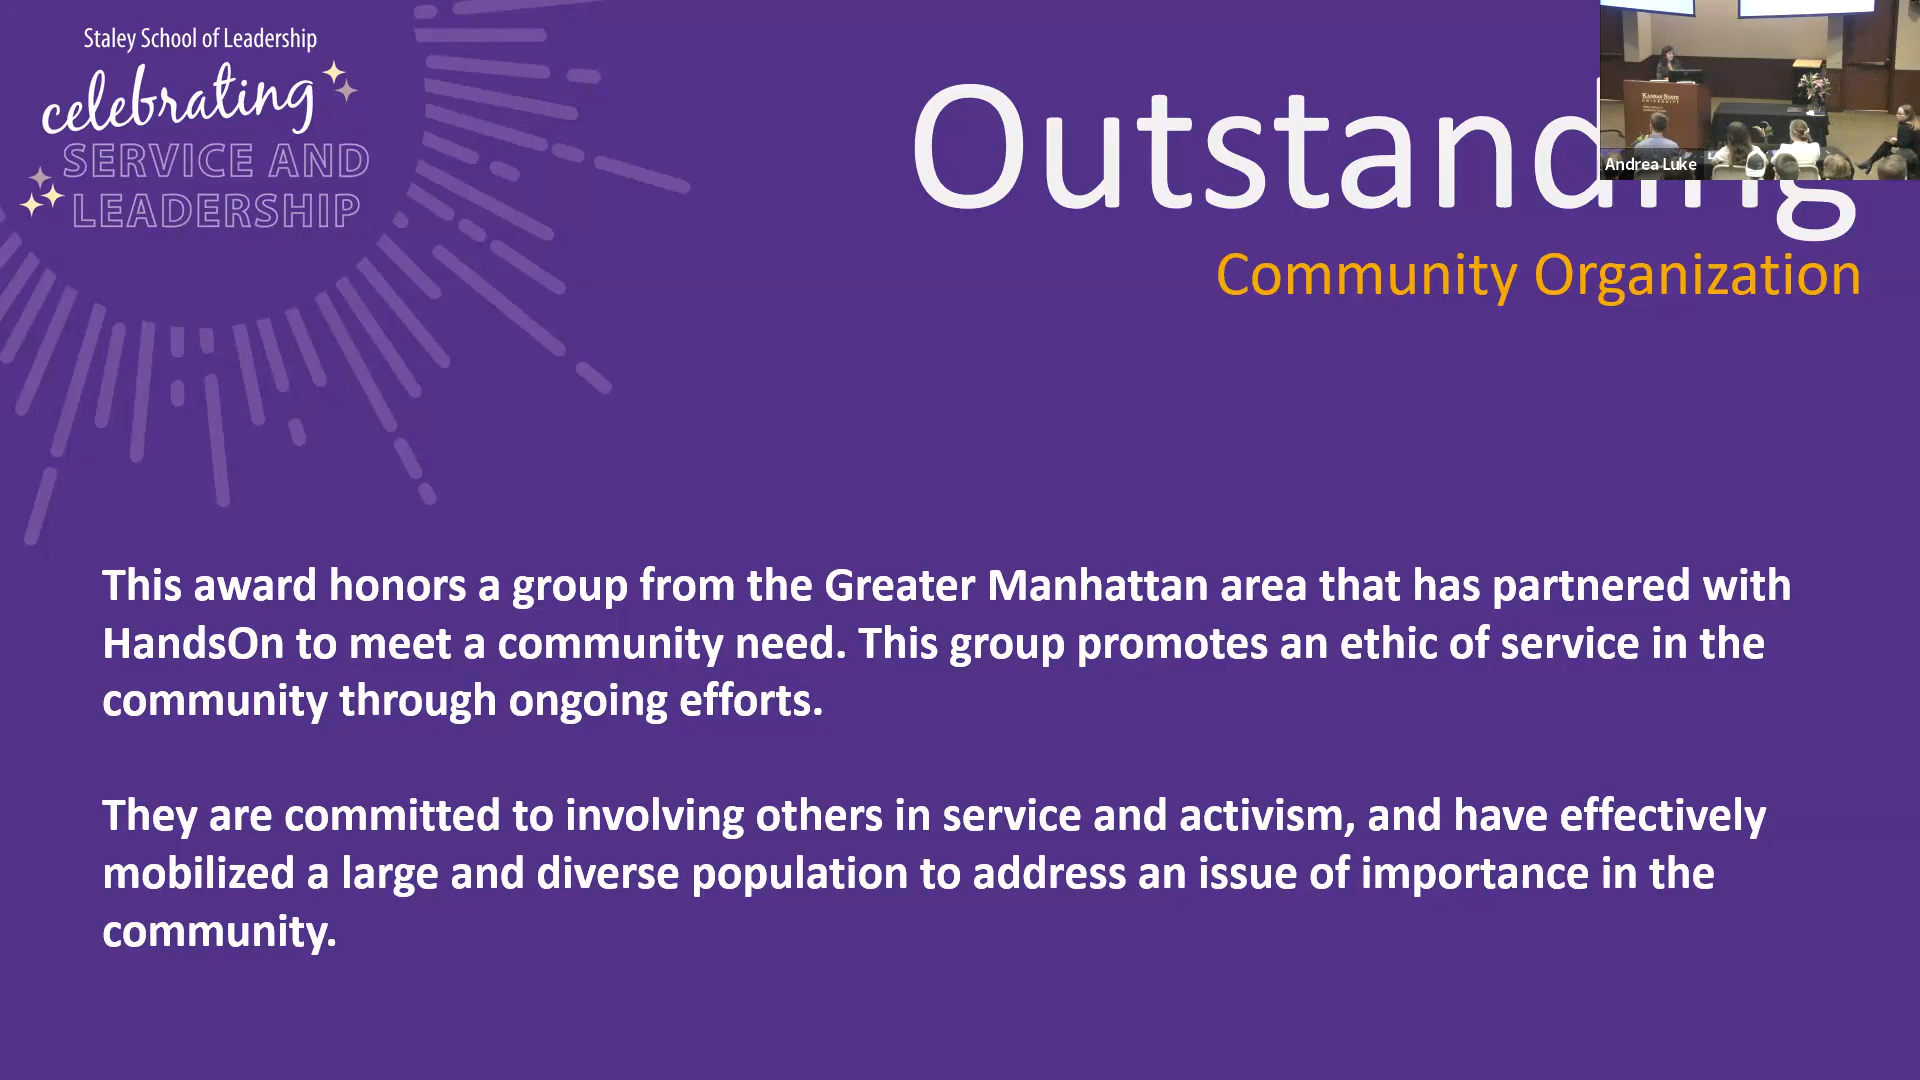 Staley School of Leadership
celebrating
SERVICE AND
LEADERSHIP
Outstanding
Community Organization
KANSAS STATE
UNIVERSITY
Andrea Luke
This award honors a group from the Greater Manhattan area that has partnered with
HandsOn to meet a community need. This group promotes an ethic of service in the
community through ongoing efforts.
They are committed to involving others in service and activism, and have effectively
mobilized a large and diverse population to address an issue of importance in the
community.